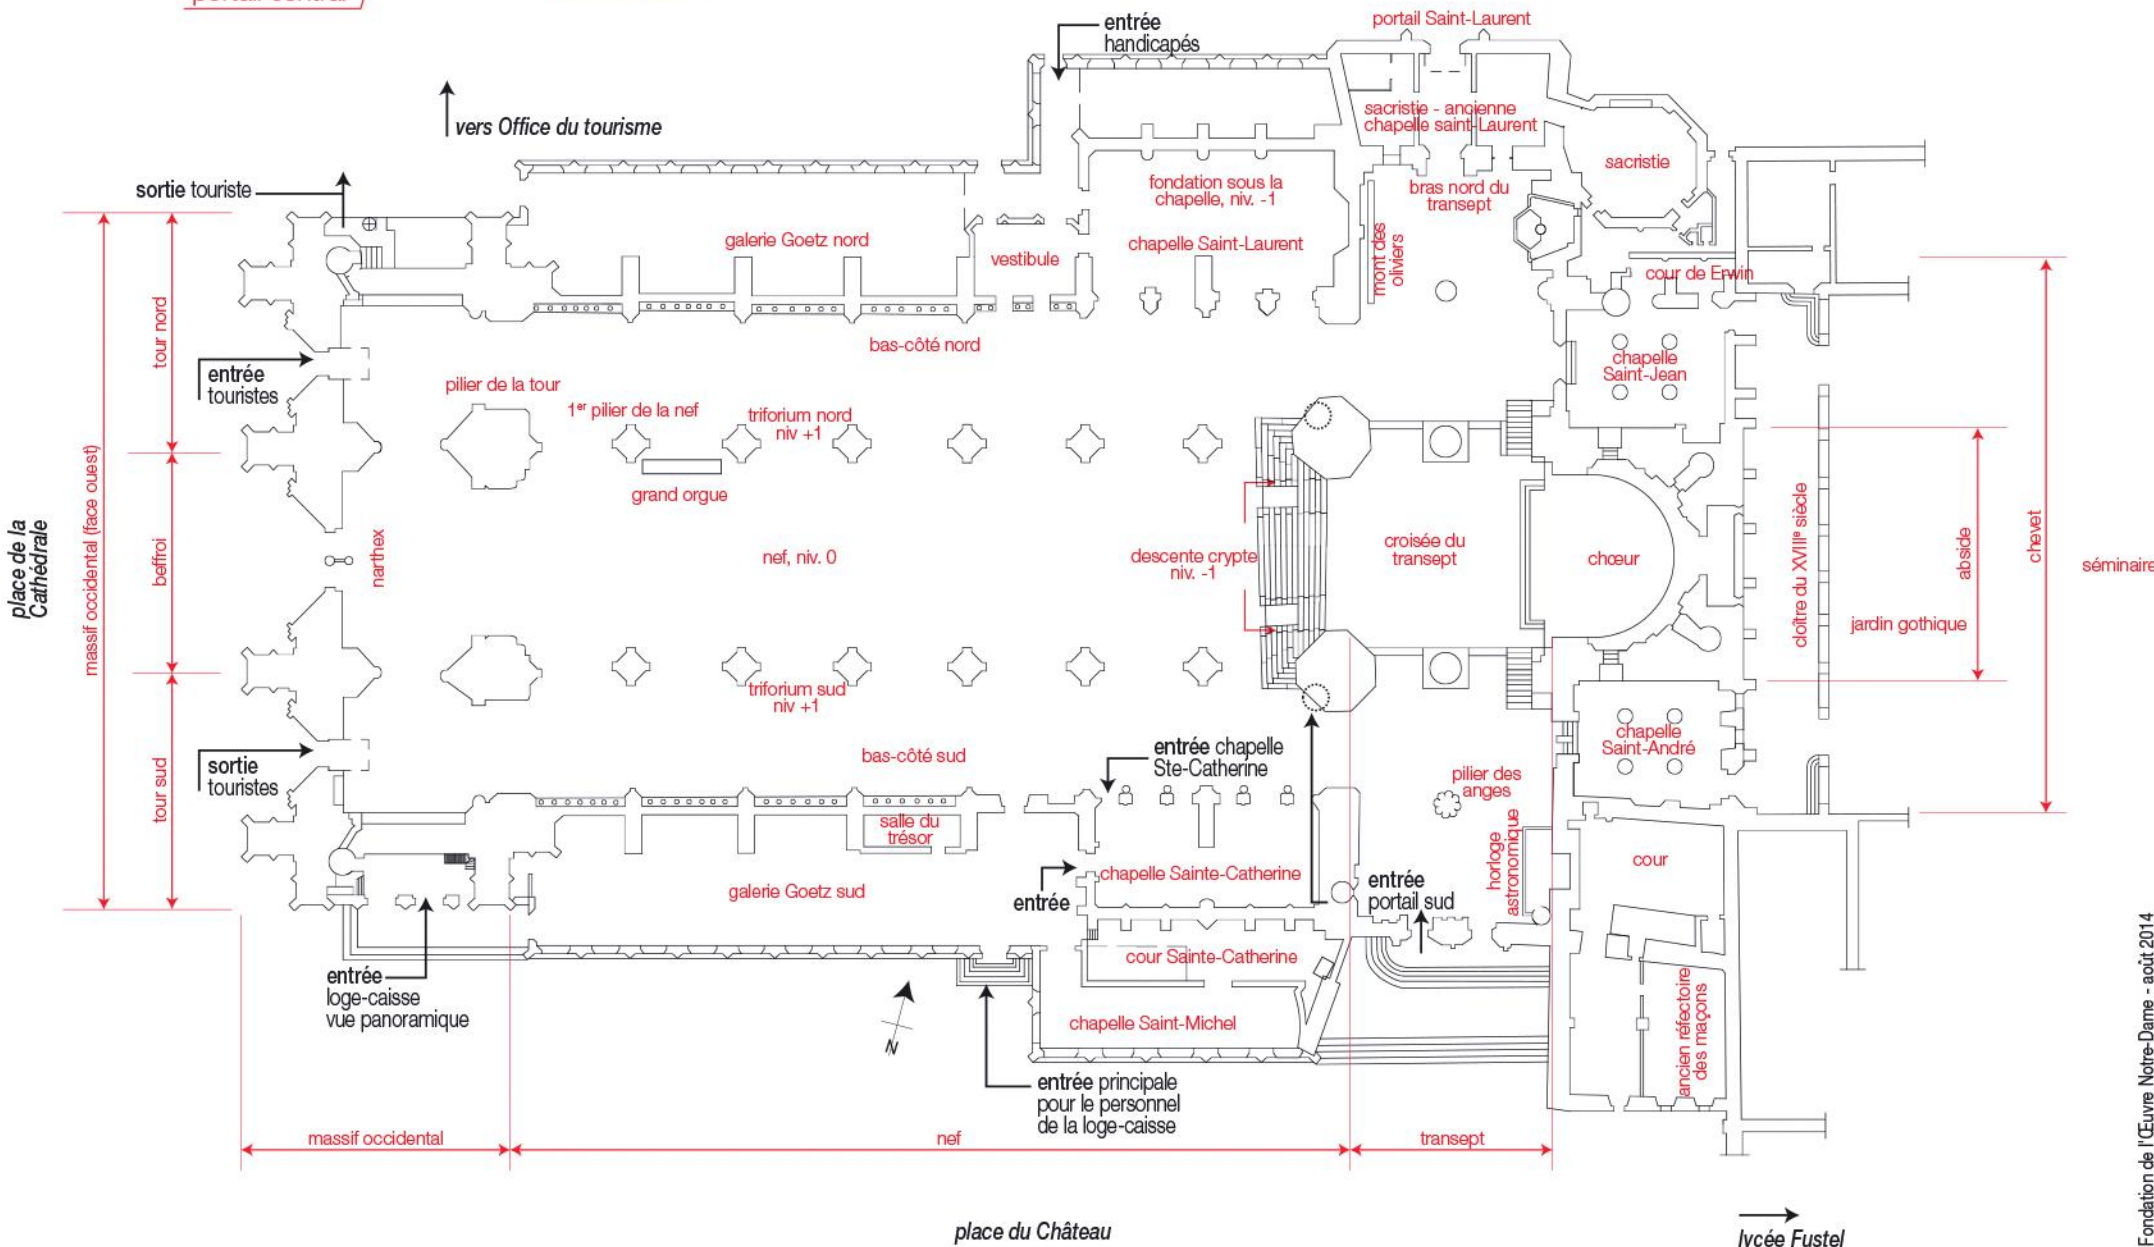 portail central
entrée
handicapés
portail Saint-Laurent
vers Office du tourisme
sacristie - ancienne
chapelle saint-Laurent
sacristie
sortie touriste
fondation sous la
chapelle, niv. -1
bras nord du
transept
galerie Goetz nord
chapelle Saint-Laurent
vestibule
mont des
oliviers
cour de Erwin
tour nord
bas-côté nord
entrée
touristes
chapelle
Saint-Jean
pilier de la tour
1er pilier de la nef
triforium nord
niv +1
grand orgue
massif occidental (face ouest)
place de la
Cathédrale
beffroi
narthex
nef, niv. 0
descente crypte
niv. -1
croisée du
transept
chœur
cloître du XVIIIe siècle
abside
chevet
séminaire
jardin gothique
triforium sud
niv +1
chapelle
Saint-André
bas-côté sud
entrée chapelle
Ste-Catherine
sortie
touristes
tour sud
pilier des
anges
salle du
trésor
horloge
astronomique
cour
galerie Goetz sud
chapelle Sainte-Catherine
entrée
entrée
portail sud
cour Sainte-Catherine
entrée
loge-caisse
vue panoramique
N
chapelle Saint-Michel
ancien réfectoire
des maçons
entrée principale
pour le personnel
de la loge-caisse
massif occidental
nef
transept
place du Château
lycée Fustel
Fondation de l'Œuvre Notre-Dame - août 2014